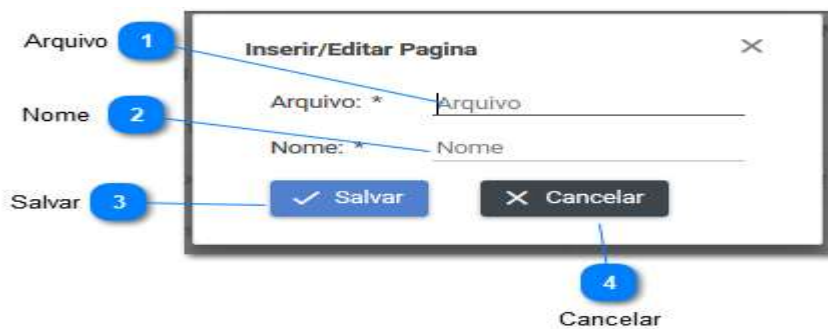 Arquivo 1
Inserir/Editar Pagina
Arquivo: * Arquivo
Nome 2
Nome: * Nome
Salvar 3
Salvar Cancelar
4
Cancelar